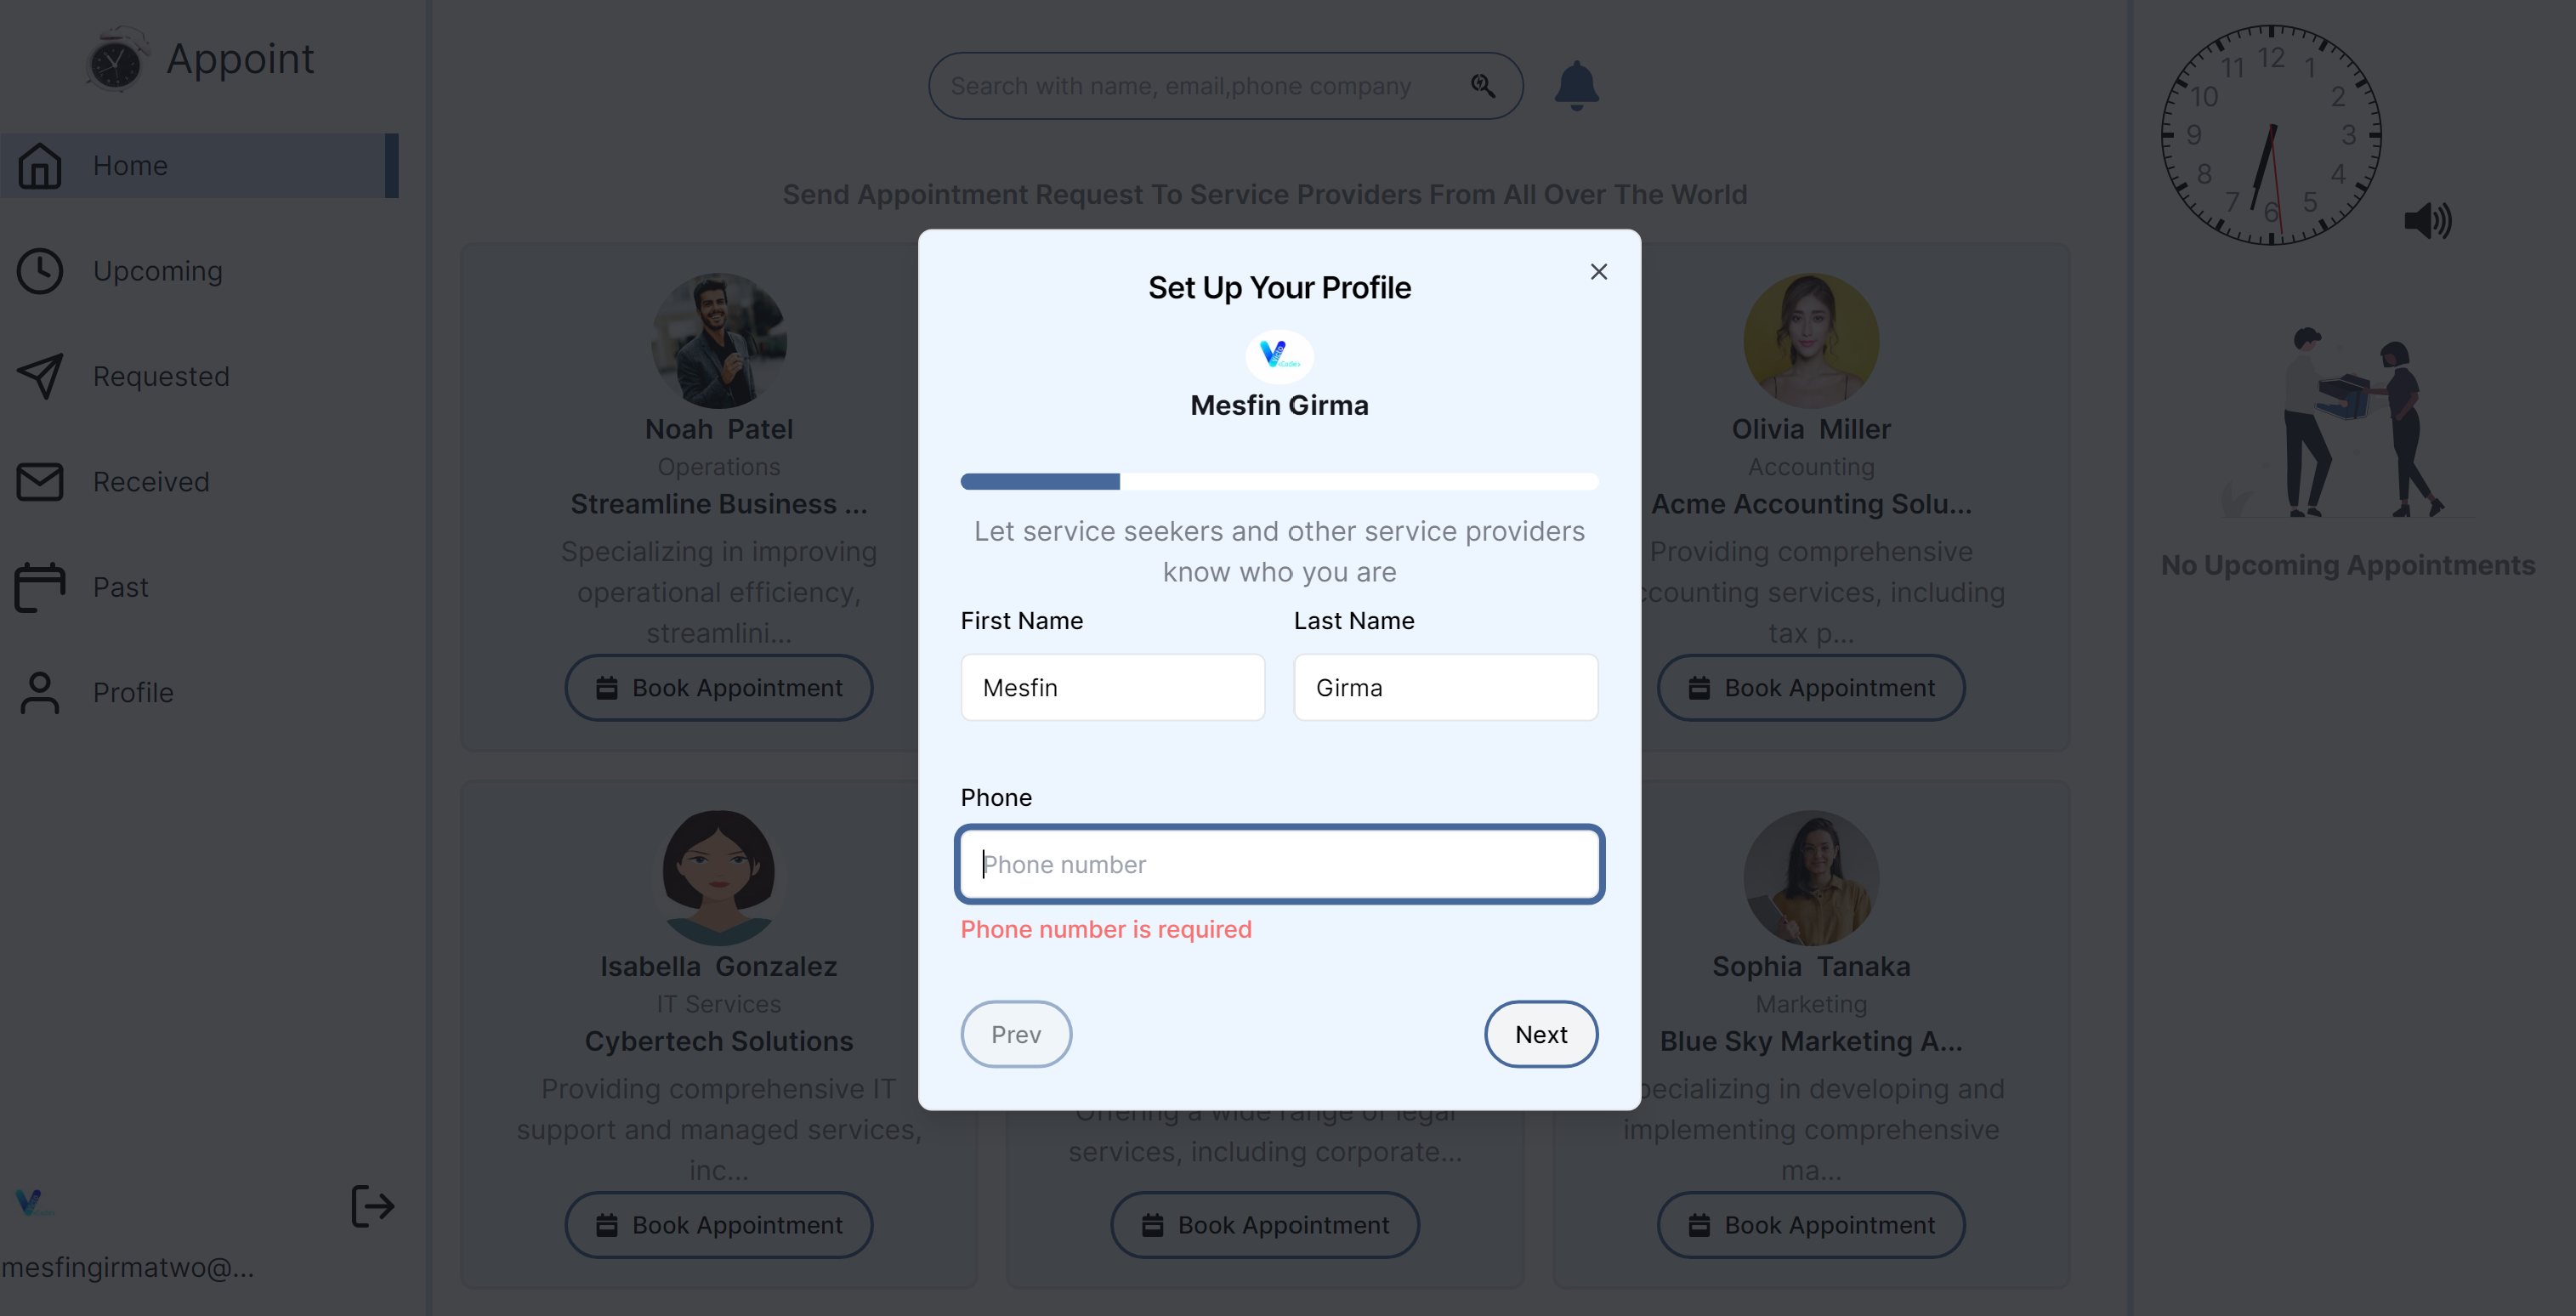 Appoint
Home
Upcoming
Requested
Received
Past
Profile
mesfingirmatwo@...
Search with name, email,phone company
Send Appointment Request To Service Providers From All Over The World
Noah Patel
Operations
Streamline Business ...
Specializing in improving
operational efficiency,
streamlini...
Book Appointment
Olivia Miller
Accounting
Acme Accounting Solu...
Providing comprehensive
ccounting services, including
tax p...
Book Appointment
Isabella Gonzalez
IT Services
Cybertech Solutions
Providing comprehensive IT
support and managed services,
inc...
Book Appointment
Offering a wide range of legal
services, including corporate...
Book Appointment
Sophia Tanaka
Marketing
Blue Sky Marketing A...
pecializing in developing and
implementing comprehensive
ma...
Book Appointment
Set Up Your Profile
Mesfin Girma
Let service seekers and other service providers
know who you are
First Name
Last Name
Mesfin
Girma
Phone
Phone number
Phone number is required
Prev
Next
12
1
2
3
4
5
6
7
8
9
10
11
No Upcoming Appointments